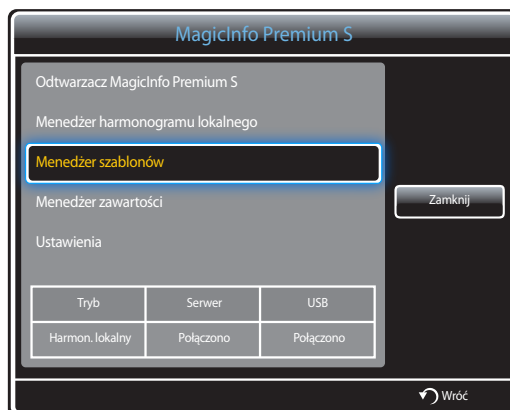 MagicInfo Premium S
Odtwarzacz MagicInfo Premium S
Menedżer harmonogramu lokalnego
Menedżer szablonów
Menedżer zawartości
Ustawienia
Zamknij
Tryb Serwer USB
Harmon. lokalny Połączono Połączono
Wróć